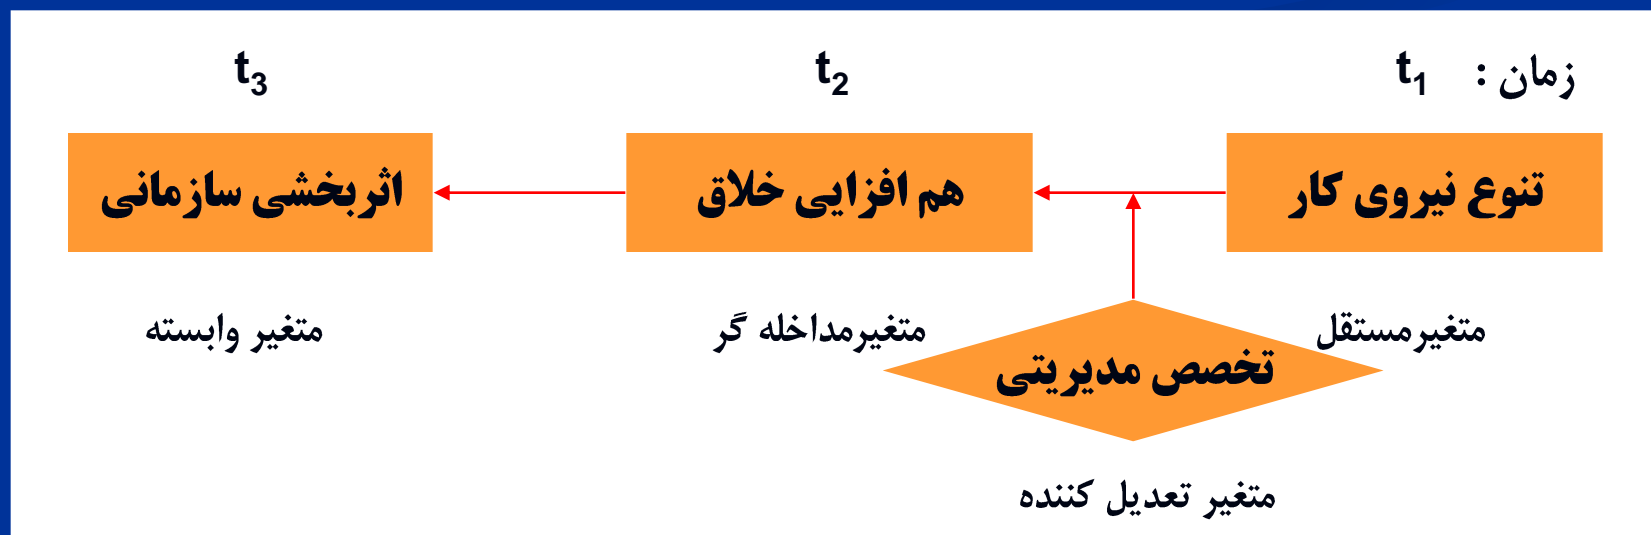 زمان : t1 t2 t3
تنوع نیروی کار هم افزایی خلاق اثربخشی سازمانی
متغیرمستقل متغیرمداخله گر متغیر وابسته
تخصص مدیریتی
متغیر تعدیل کننده